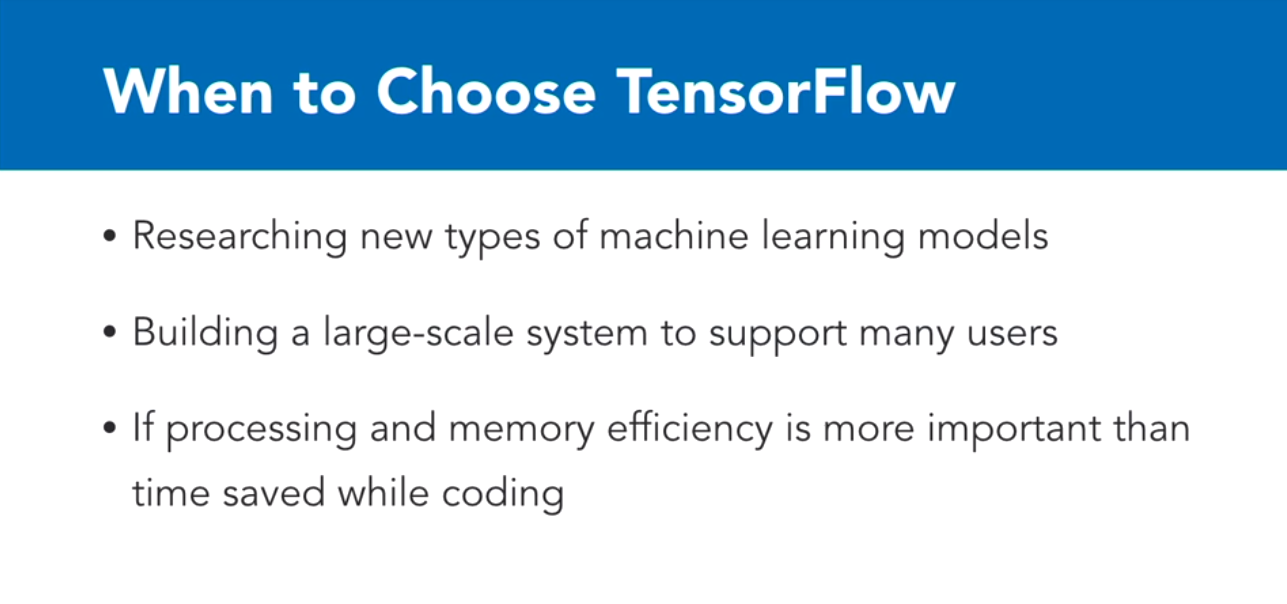 When to Choose TensorFlow
• Researching new types of machine learning models
• Building a large-scale system to support many users
• If processing and memory efficiency is more important than
time saved while coding